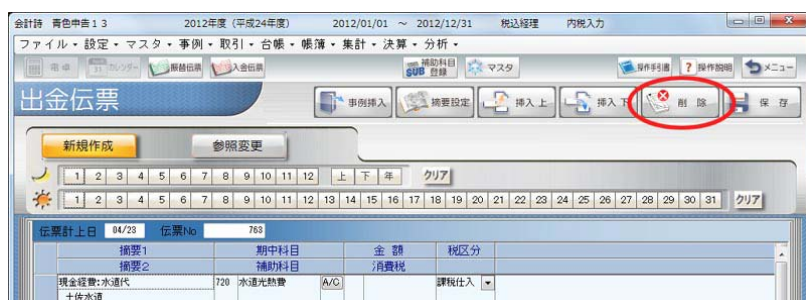 会計詩 青色申告13 2012年度（平成24年度） 2012/01/01 ～ 2012/12/31 税込経理 内税入力
ファイル・設定・マスタ・事例・取引・台帳・帳簿・集計・決算・分析・
電卓 カレンダー 振替伝票 入金伝票 SUB 補助科目登録 マスタ 操作手引書 ? 操作説明 メニュー
出金伝票 事例挿入 摘要設定 挿入上 挿入下 削除 保存
新規作成 参照変更
1 2 3 4 5 6 7 8 9 10 11 12 上 下 年 クリア
1 2 3 4 5 6 7 8 9 10 11 12 13 14 15 16 17 18 19 20 21 22 23 24 25 26 27 28 29 30 31 クリア
伝票計上日 04/23 伝票No 763
摘要1 期中科目 金額 税区分
摘要2 補助科目 消費税
現金経費:水道代 720 水道光熱費 A/C 課税仕入
土佐水道